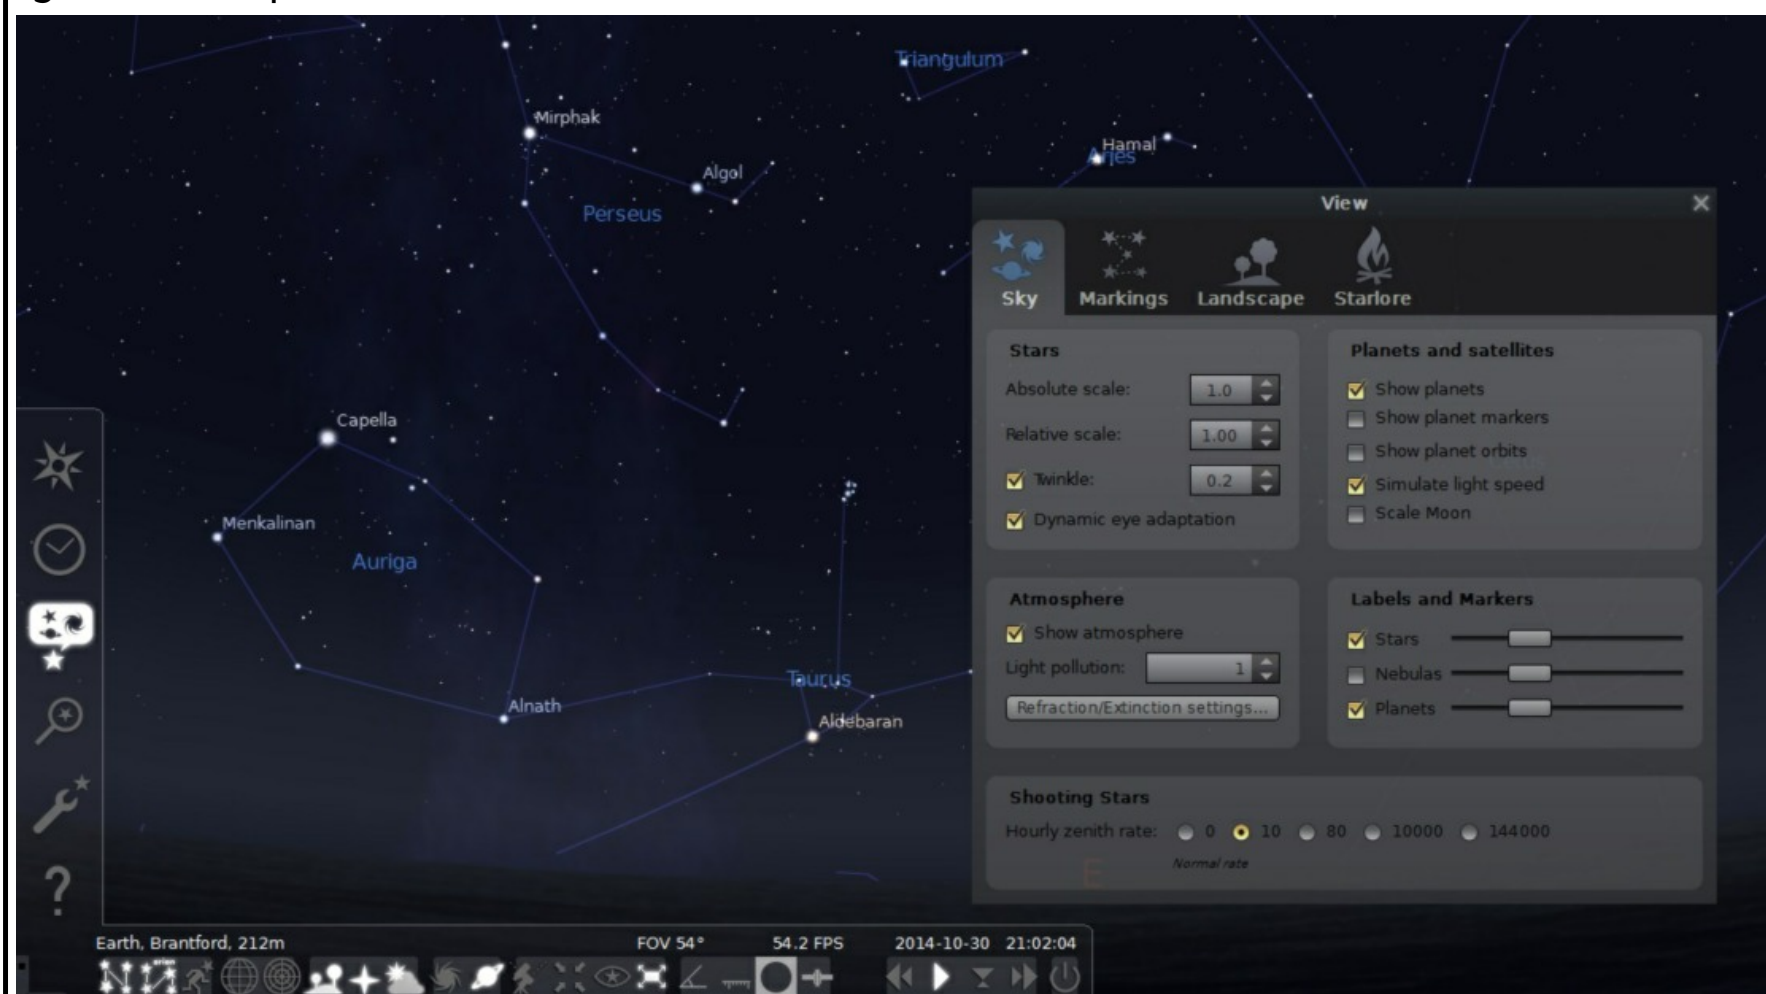 Triangulum
Mirphak
Hamal
Aries
Algol
Perseus
View
Sky
Markings
Landscape
Starlore
Stars
Absolute scale: 1.0
Relative scale: 1.00
Twinkle: 0.2
Dynamic eye adaptation
Planets and satellites
Show planets
Show planet markers
Show planet orbits
Simulate light speed
Scale Moon
Capella
Menkalinan
Auriga
Atmosphere
Show atmosphere
Light pollution: 1
Refraction/Extinction settings...
Labels and Markers
Stars
Nebulas
Planets
Taurus
Alnath
Aldebaran
Shooting Stars
Hourly zenith rate: 0 10 80 10000 144000
Normal rate
E
Earth, Brantford, 212m FOV 54° 54.2 FPS 2014-10-30 21:02:04